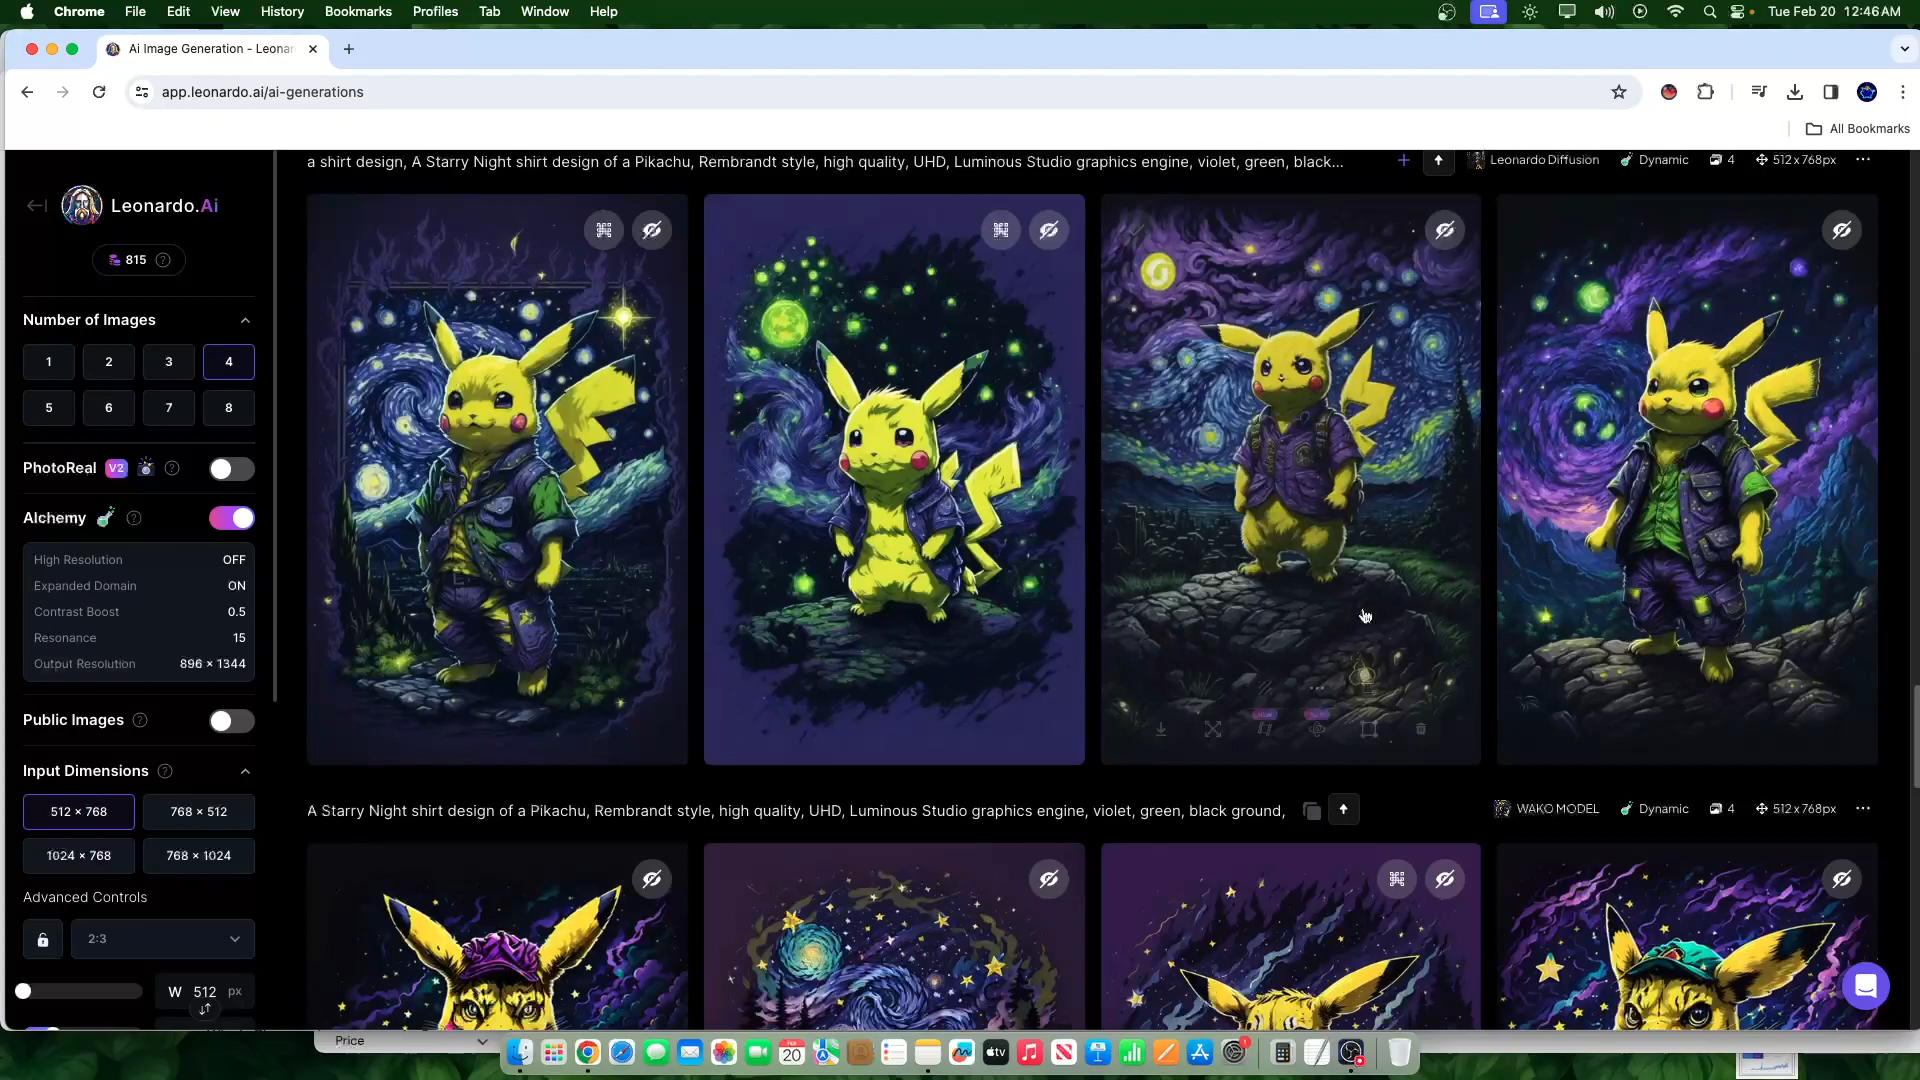 Chrome File Edit View History Bookmarks Profiles Tab Window Help
Tue Feb 20 12:46 AM
Ai Image Generation - Leonar
app.leonardo.ai/ai-generations
All Bookmarks
Leonardo.Ai
815
Number of Images
1 2 3 4
5 6 7 8
PhotoReal V2
Alchemy
High Resolution OFF
Expanded Domain ON
Contrast Boost 0.5
Resonance 15
Output Resolution 896 × 1344
Public Images
Input Dimensions
512 × 768 768 × 512
1024 × 768 768 × 1024
Advanced Controls
2:3
W 512 px
a shirt design, A Starry Night shirt design of a Pikachu, Rembrandt style, high quality, UHD, Luminous Studio graphics engine, violet, green, black...
Leonardo Diffusion Dynamic 4 512x768px
A Starry Night shirt design of a Pikachu, Rembrandt style, high quality, UHD, Luminous Studio graphics engine, violet, green, black ground,
WAKO MODEL Dynamic 4 512x768px
Price
FEB
20
tv
1